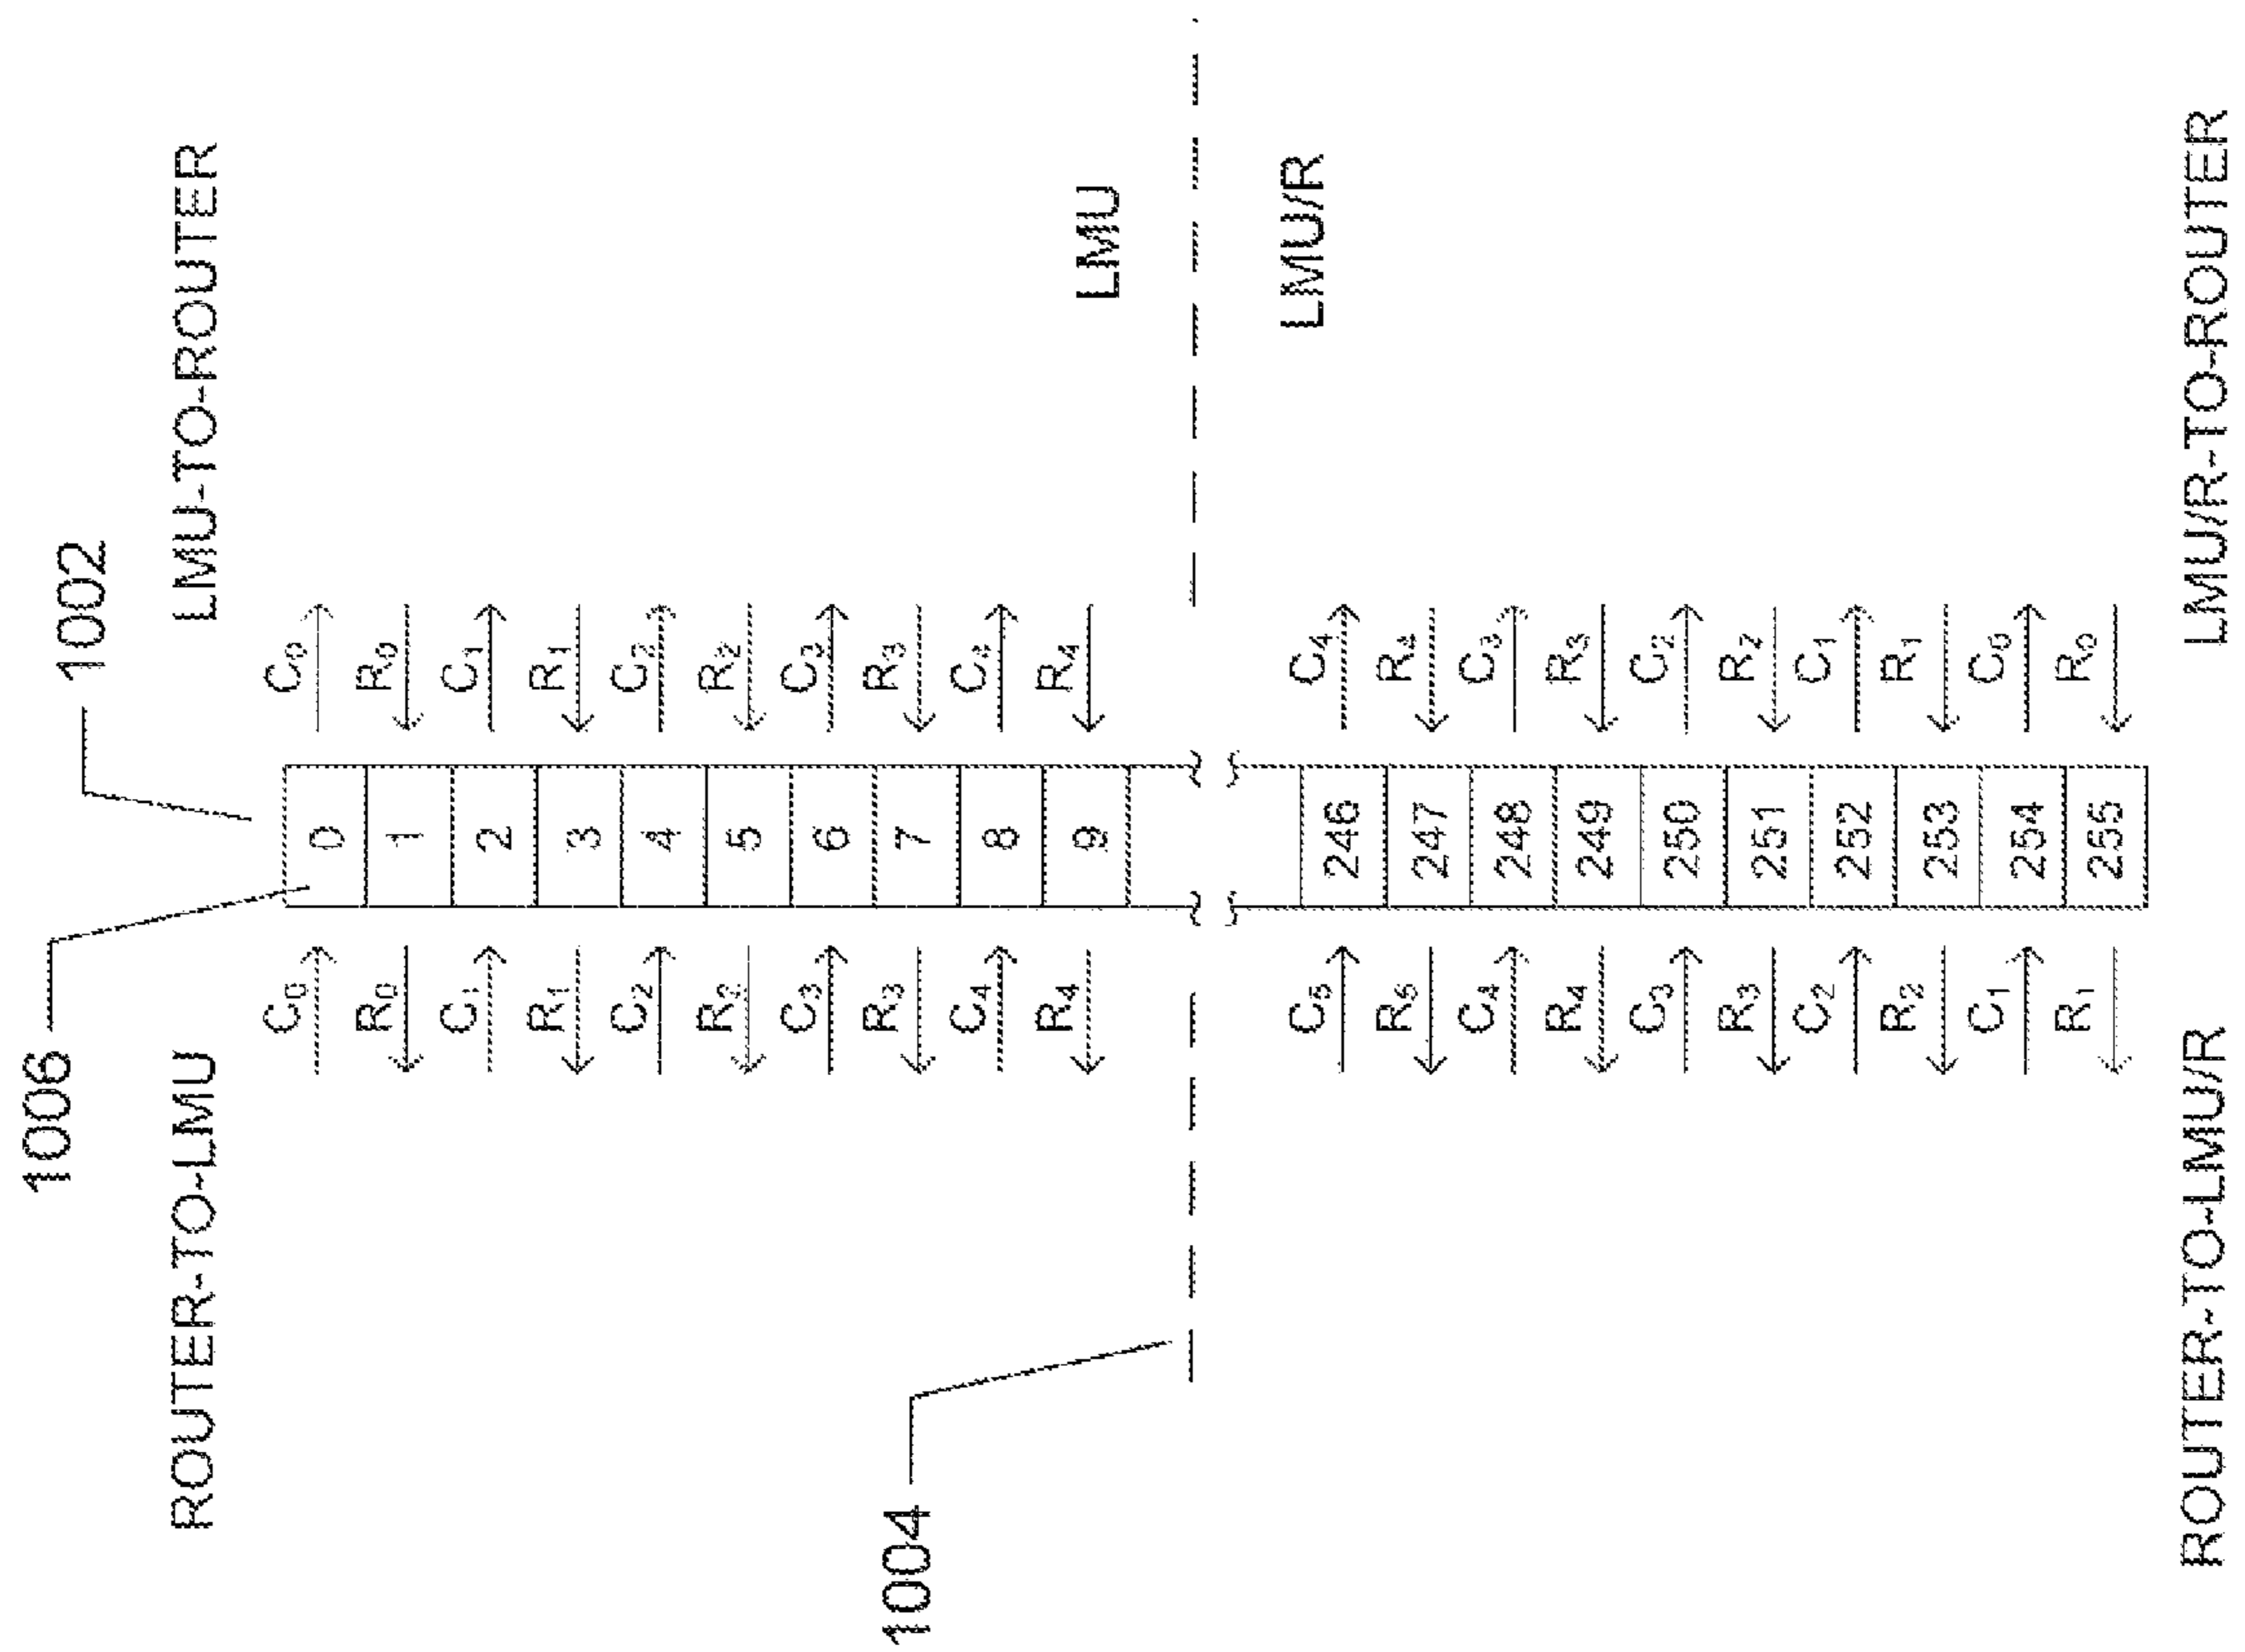 1006
1002
ROUTER-TO-LMU
LMU-TO-ROUTER
C₀ 0 C₀
R₀ 1 R₀
C₁ 2 C₁
R₁ 3 R₁
C₂ 4 C₂
R₂ 5 R₂
C₃ 6 C₃
R₃ 7 R₃
1004
C₄ 8 C₄
R₄ 9 R₄
LMU
LMU/R
C₅ 246 C₄
R₅ 247 R₄
C₄ 248 C₃
R₄ 249 R₃
C₃ 250 C₂
R₃ 251 R₂
C₂ 252 C₁
R₂ 253 R₁
C₁ 254 C₀
R₁ 255 R₀
ROUTER-TO-LMU/R
LMU/R-TO-ROUTER